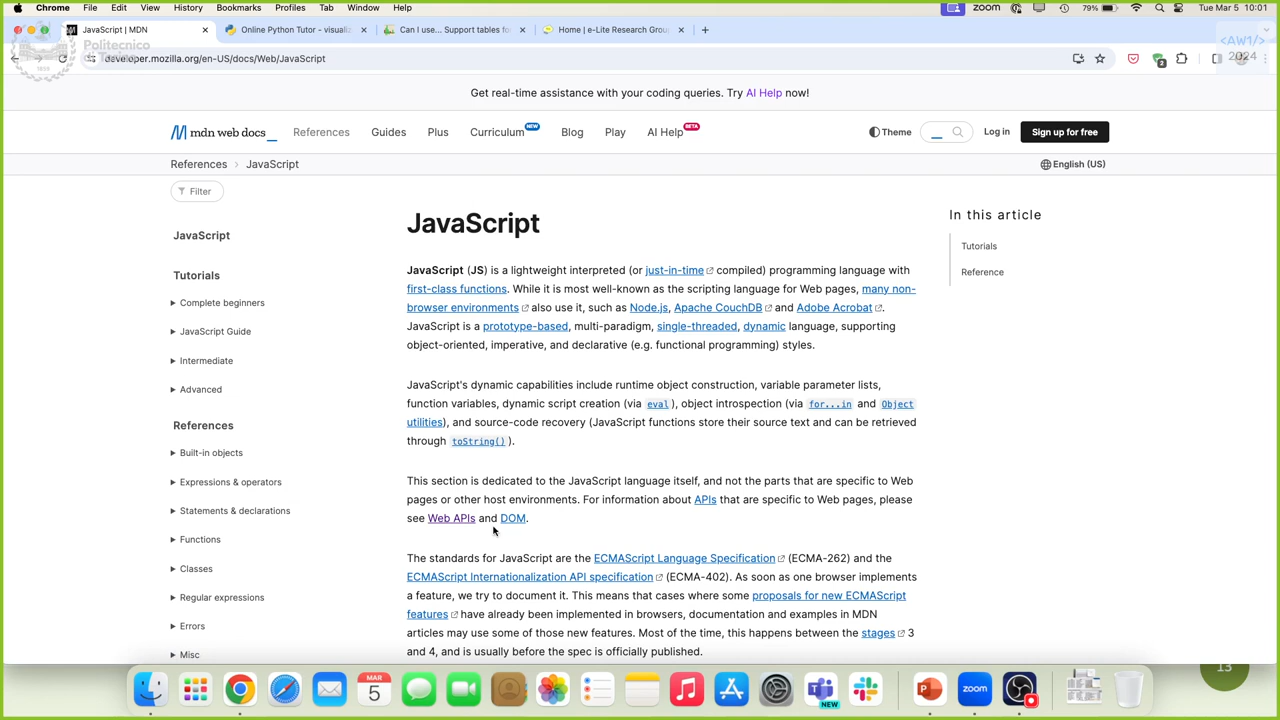 Chrome File Edit View History Bookmarks Profiles Tab Window Help zoom 79% Tue Mar 5 10:01
JavaScript | MDN Online Python Tutor - visualiz Can I use... Support tables fo Home | e-Lite Research Grou
Politecnico
developer.mozilla.org/en-US/docs/Web/JavaScript
<AW1/>
2024
Get real-time assistance with your coding queries. Try AI Help now!
mdn web docs_ References Guides Plus Curriculum NEW Blog Play AI Help BETA Theme Log in Sign up for free
References > JavaScript English (US)
Filter
JavaScript
Tutorials
Complete beginners
JavaScript Guide
Intermediate
Advanced
References
Built-in objects
Expressions & operators
Statements & declarations
Functions
Classes
Regular expressions
Errors
Misc
JavaScript
JavaScript (JS) is a lightweight interpreted (or just-in-time compiled) programming language with
first-class functions. While it is most well-known as the scripting language for Web pages, many non-
browser environments also use it, such as Node.js, Apache CouchDB and Adobe Acrobat.
JavaScript is a prototype-based, multi-paradigm, single-threaded, dynamic language, supporting
object-oriented, imperative, and declarative (e.g. functional programming) styles.
JavaScript's dynamic capabilities include runtime object construction, variable parameter lists,
function variables, dynamic script creation (via eval), object introspection (via for...in and Object
utilities), and source-code recovery (JavaScript functions store their source text and can be retrieved
through toString()).
This section is dedicated to the JavaScript language itself, and not the parts that are specific to Web
pages or other host environments. For information about APIs that are specific to Web pages, please
see Web APIs and DOM.
The standards for JavaScript are the ECMAScript Language Specification (ECMA-262) and the
ECMAScript Internationalization API specification (ECMA-402). As soon as one browser implements
a feature, we try to document it. This means that cases where some proposals for new ECMAScript
features have already been implemented in browsers, documentation and examples in MDN
articles may use some of those new features. Most of the time, this happens between the stages 3
and 4, and is usually before the spec is officially published.
In this article
Tutorials
Reference
13
MAR
5
NEW
zoom